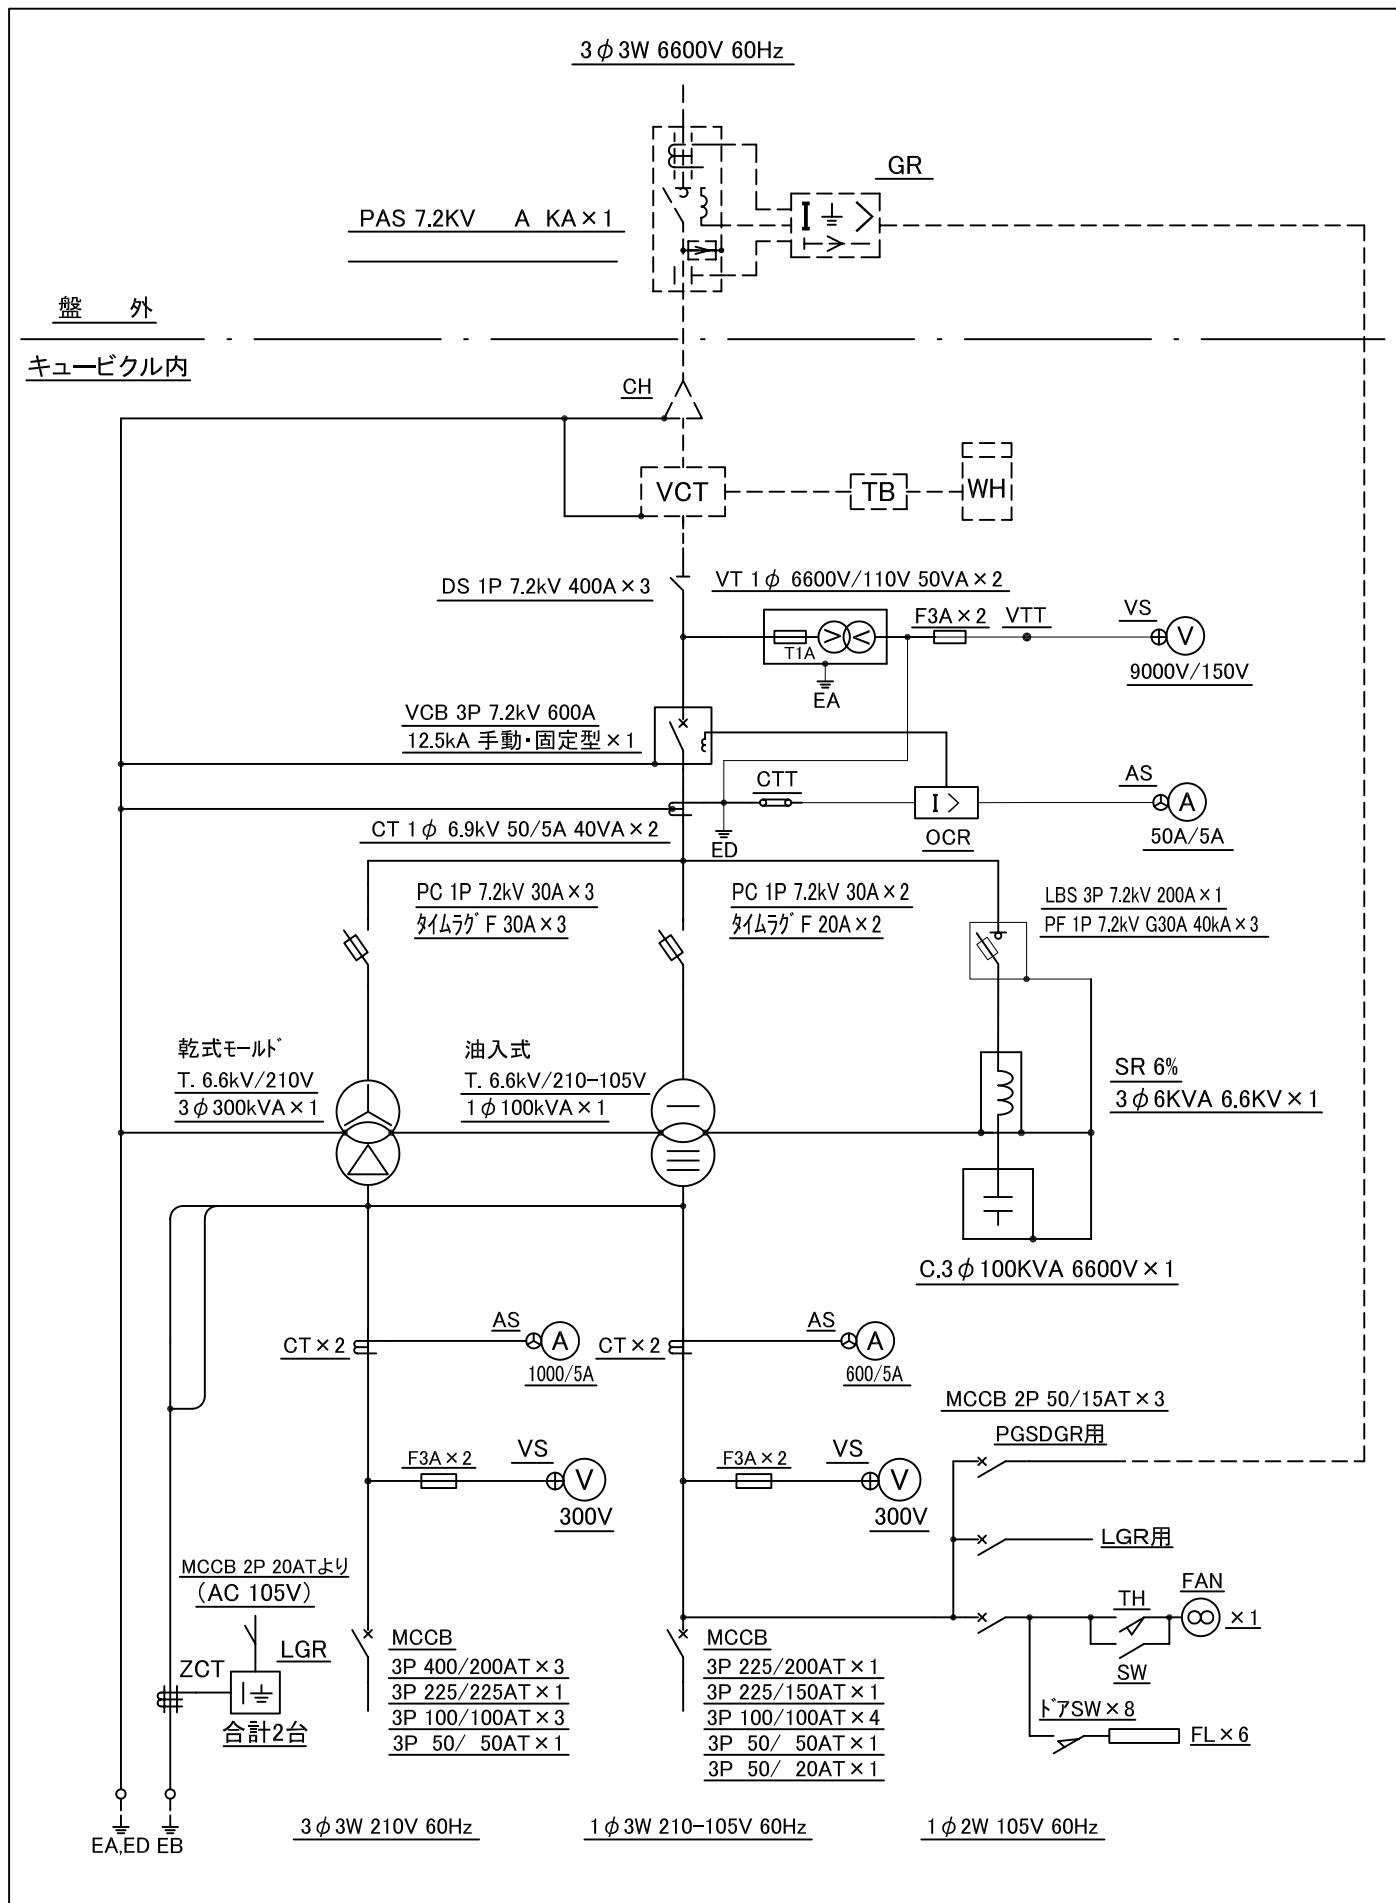 3φ3W 6600V 60Hz
GR
PAS 7.2KV A KA×1
I >
盤 外
キュービクル内
CH
VCT
TB
WH
DS 1P 7.2kV 400A×3
VT 1φ 6600V/110V 50VA×2
F3A×2
VTT
VS
V
T1A
9000V/150V
EA
VCB 3P 7.2kV 600A
12.5kA 手動・固定型×1
CTT
AS
I >
A
CT 1φ 6.9kV 50/5A 40VA×2
ED
OCR
50A/5A
PC 1P 7.2kV 30A×3
タイムラグ F 30A×3
PC 1P 7.2kV 30A×2
タイムラグ F 20A×2
LBS 3P 7.2kV 200A×1
PF 1P 7.2kV G30A 40kA×3
乾式モールド
T. 6.6kV/210V
3φ300kVA×1
油入式
T. 6.6kV/210-105V
1φ100kVA×1
SR 6%
3φ6KVA 6.6KV×1
C.3φ100KVA 6600V×1
CT×2
AS
A
1000/5A
CT×2
AS
A
600/5A
MCCB 2P 50/15AT×3
PGSDGR用
F3A×2
VS
V
300V
F3A×2
VS
V
300V
LGR用
MCCB 2P 20ATより
(AC 105V)
LGR
ZCT
合計2台
MCCB
3P 400/200AT×3
3P 225/225AT×1
3P 100/100AT×3
3P 50/ 50AT×1
MCCB
3P 225/200AT×1
3P 225/150AT×1
3P 100/100AT×4
3P 50/ 50AT×1
3P 50/ 20AT×1
TH
FAN
×1
SW
ドアSW×8
FL×6
EA,ED
EB
3φ3W 210V 60Hz
1φ3W 210-105V 60Hz
1φ2W 105V 60Hz